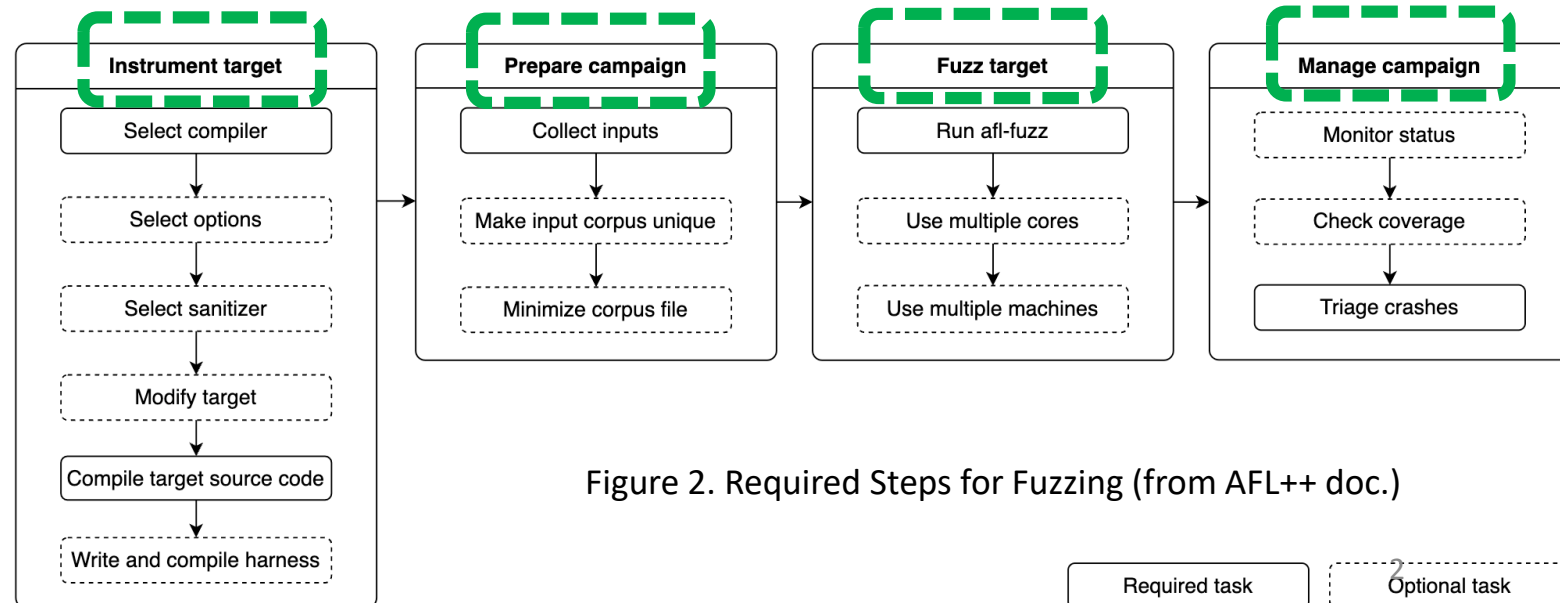 Instrument target
Select compiler
Select options
Select sanitizer
Modify target
Compile target source code
Write and compile harness
Prepare campaign
Collect inputs
Make input corpus unique
Minimize corpus file
Fuzz target
Run afl-fuzz
Use multiple cores
Use multiple machines
Manage campaign
Monitor status
Check coverage
Triage crashes
Figure 2. Required Steps for Fuzzing (from AFL++ doc.)
Required task
Optional task
2